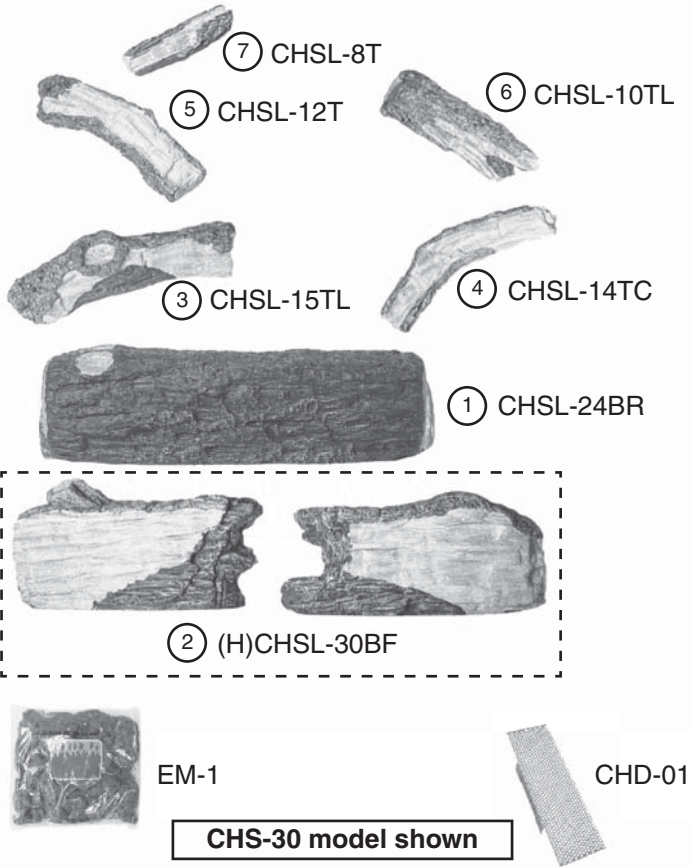 7 CHSL-8T
5 CHSL-12T
6 CHSL-10TL
3 CHSL-15TL
4 CHSL-14TC
1 CHSL-24BR
2 (H)CHSL-30BF
EM-1
CHD-01
CHS-30 model shown